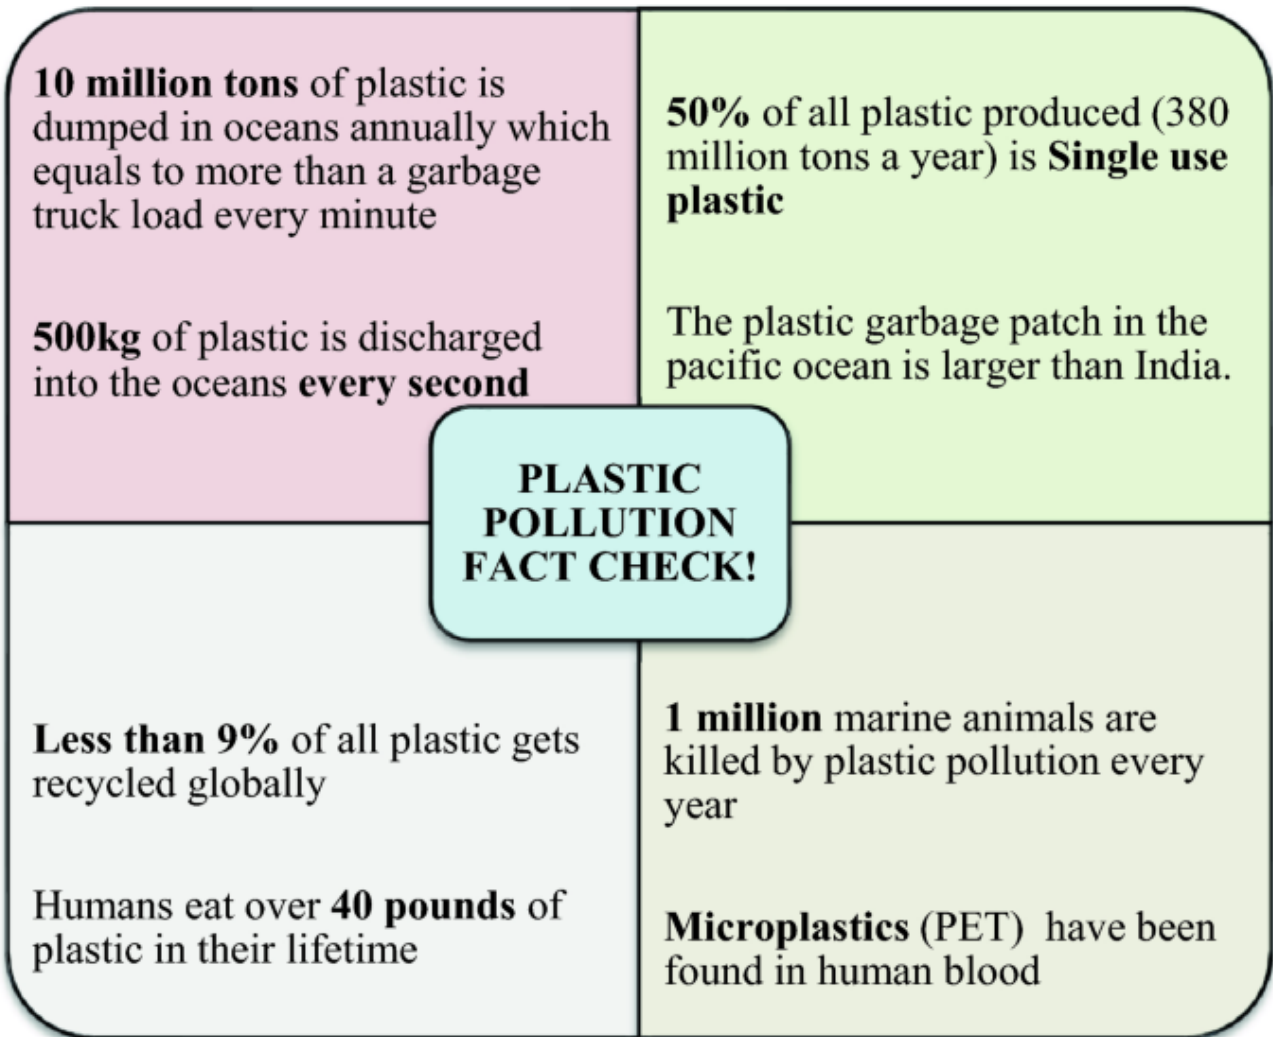 10 million tons of plastic is
dumped in oceans annually which
equals to more than a garbage
truck load every minute
500kg of plastic is discharged
into the oceans every second
50% of all plastic produced (380
million tons a year) is Single use
plastic
The plastic garbage patch in the
pacific ocean is larger than India.
PLASTIC
POLLUTION
FACT CHECK!
Less than 9% of all plastic gets
recycled globally
Humans eat over 40 pounds of
plastic in their lifetime
1 million marine animals are
killed by plastic pollution every
year
Microplastics (PET)  have been
found in human blood